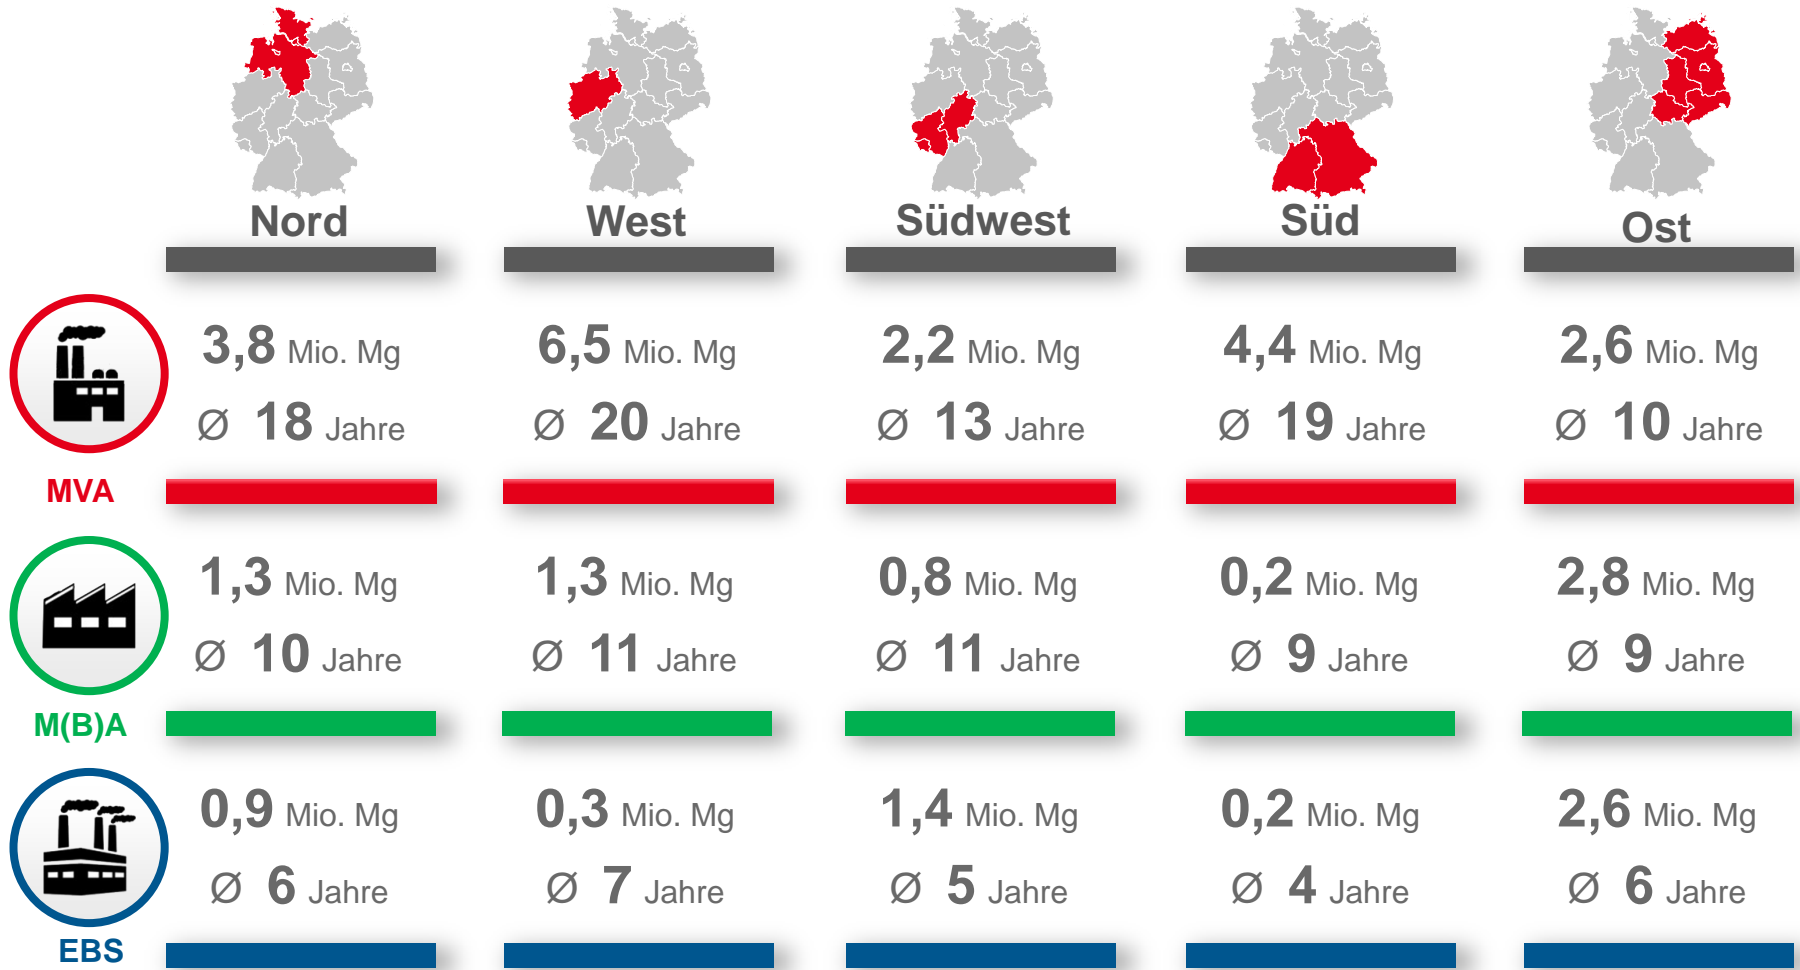 Nord West Südwest Süd Ost
3,8 Mio. Mg 6,5 Mio. Mg 2,2 Mio. Mg 4,4 Mio. Mg 2,6 Mio. Mg
Ø 18 Jahre Ø 20 Jahre Ø 13 Jahre Ø 19 Jahre Ø 10 Jahre
MVA
1,3 Mio. Mg 1,3 Mio. Mg 0,8 Mio. Mg 0,2 Mio. Mg 2,8 Mio. Mg
Ø 10 Jahre Ø 11 Jahre Ø 11 Jahre Ø 9 Jahre Ø 9 Jahre
M(B)A
0,9 Mio. Mg 0,3 Mio. Mg 1,4 Mio. Mg 0,2 Mio. Mg 2,6 Mio. Mg
Ø 6 Jahre Ø 7 Jahre Ø 5 Jahre Ø 4 Jahre Ø 6 Jahre
EBS